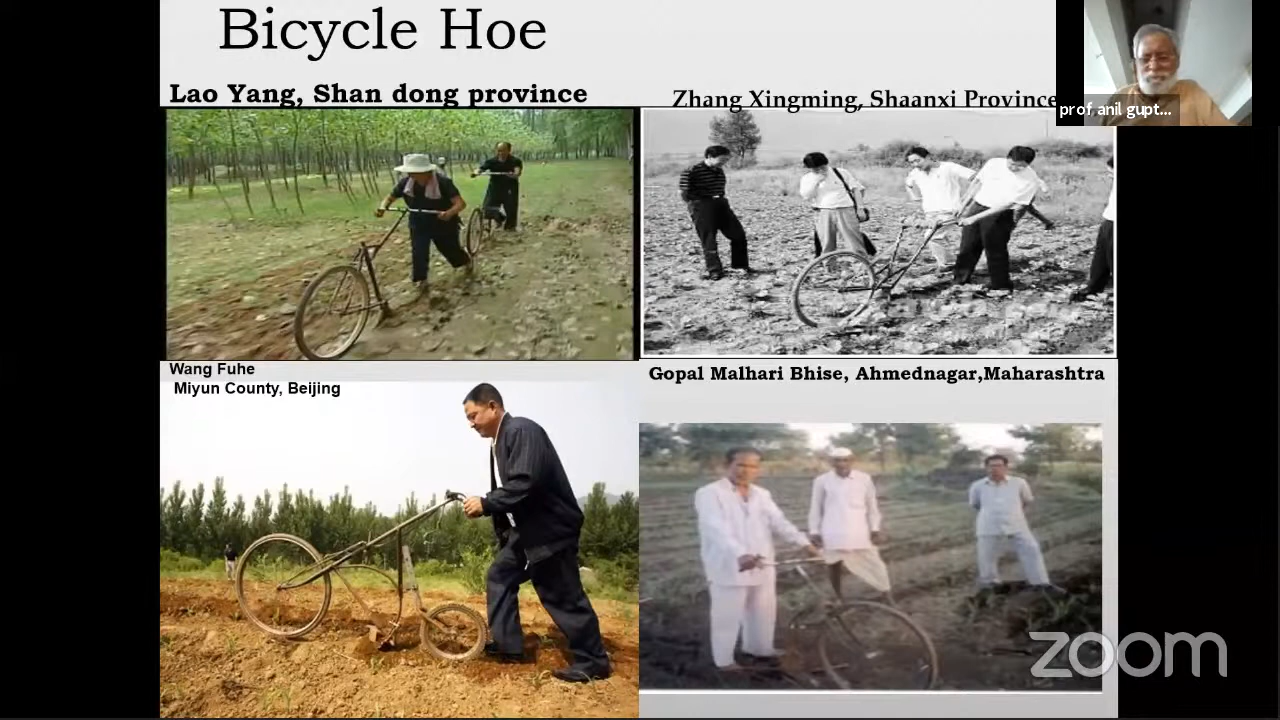 Bicycle Hoe
Lao Yang, Shan dong province
Zhang Xingming, Shaanxi Province
prof anil gupt...
Wang Fuhe
Miyun County, Beijing
Gopal Malhari Bhise, Ahmednagar,Maharashtra
zoom